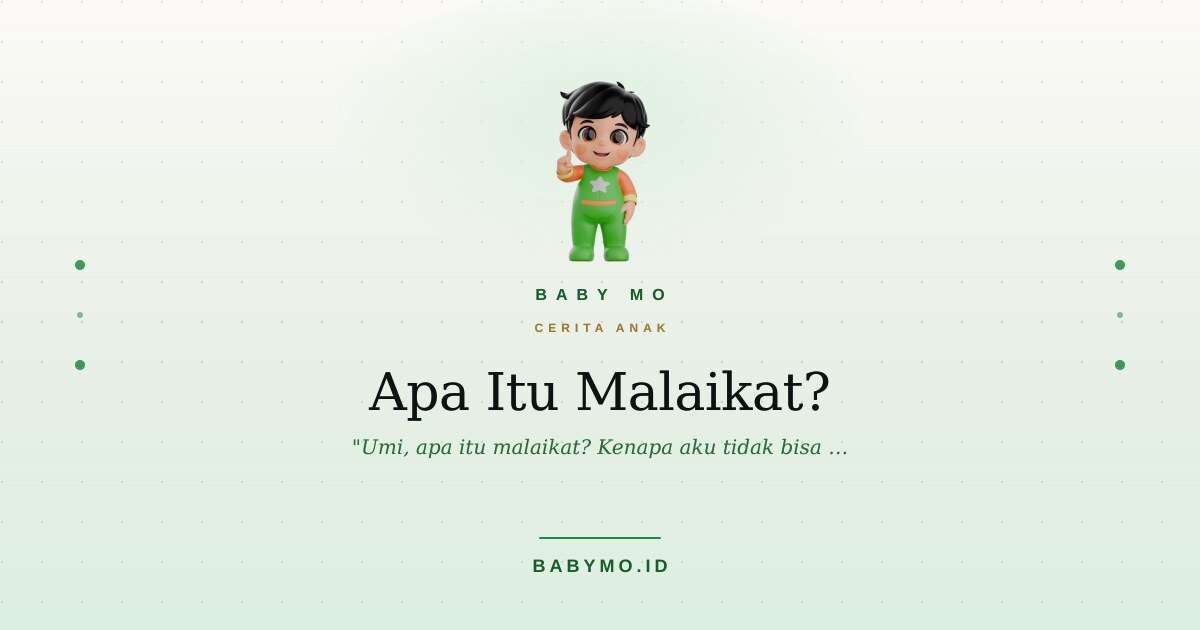 BABY MO
CERITA ANAK
Apa Itu Malaikat?
"Umi, apa itu malaikat? Kenapa aku tidak bisa ...
BABYMO.ID